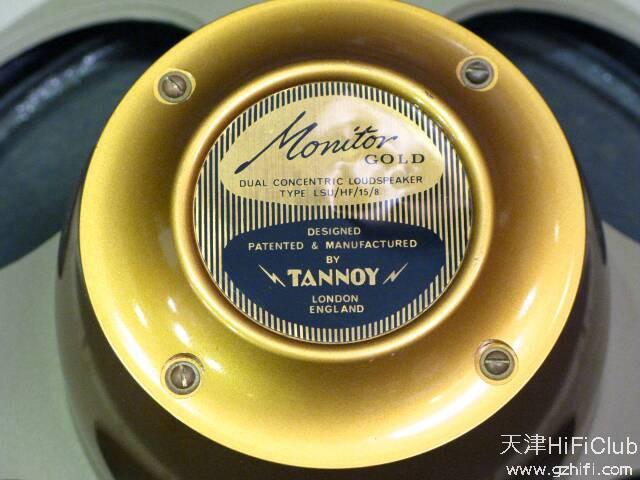 Monitor
GOLD
DUAL CONCENTRIC LOUDSPEAKER
TYPE LSU/HF/15/8
DESIGNED
PATENTED & MANUFACTURED
BY
TANNOY
LONDON
ENGLAND
天津HiFiClub
www.gzhifi.com